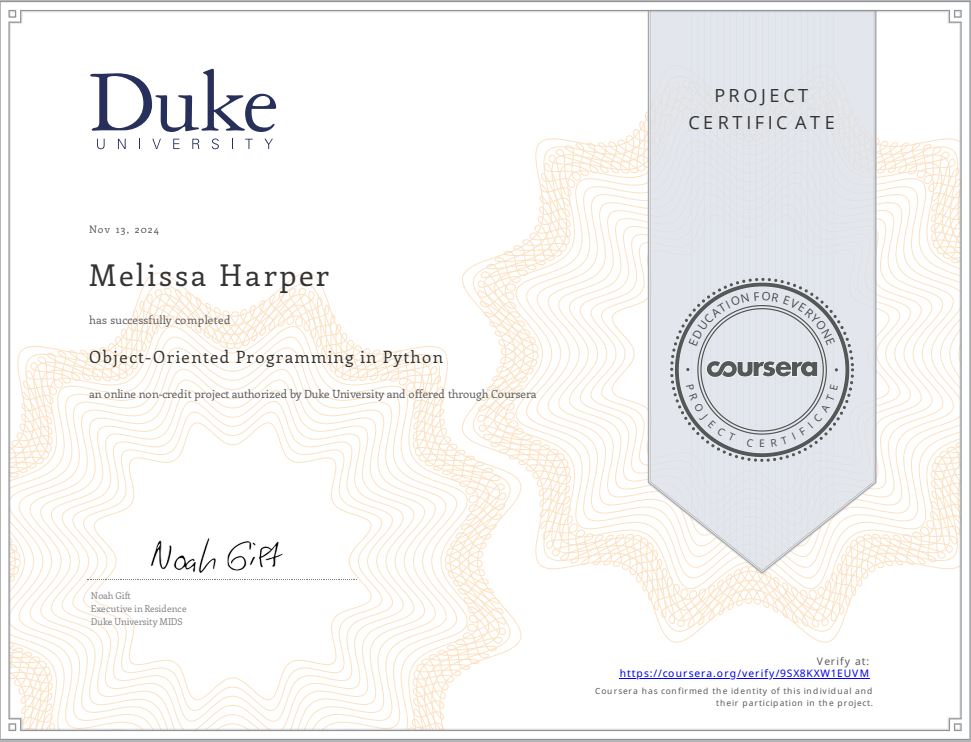 Duke
UNIVERSITY
PROJECT
CERTIFICATE
Nov 13, 2024
Melissa Harper
has successfully completed
Object-Oriented Programming in Python
an online non-credit project authorized by Duke University and offered through Coursera
EDUCATION FOR EVERYONE
coursera
PROJECT CERTIFICATE
Noah Gift
Noah Gift
Executive in Residence
Duke University MIDS
Verify at:
https://coursera.org/verify/9SX8KXW1EUVM
Coursera has confirmed the identity of this individual and
their participation in the project.